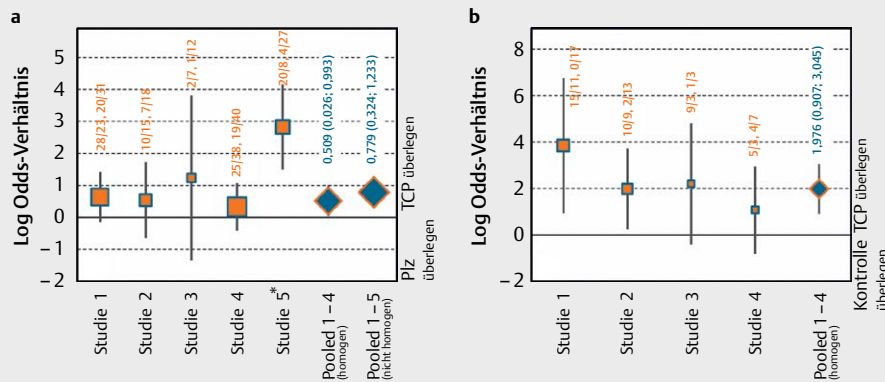 a
Log Odds-Verhältnis
5
4
3
2
1
0
– 1
– 2
28/23, 20/31
10/15, 7/18
2/7, 1/12
25/38, 19/40
20/8, 4/27
0,509 (0,026; 0,993)
0,779 (0,324; 1,233)
TCP überlegen
Plz
überlegen
Studie 1
Studie 2
Studie 3
Studie 4
Studie 5*
Pooled 1 – 4
(homogen)
Pooled 1 – 5
(nicht homogen)
b
Log Odds-Verhältnis
8
6
4
2
0
– 2
15/11, 0/17
10/9, 2/13
9/3, 1/3
5/3, 4/7
1,976 (0,907; 3,045)
Kontrolle TCP überlegen
überlegen
Studie 1
Studie 2
Studie 3
Studie 4
Pooled 1 – 4
(homogen)